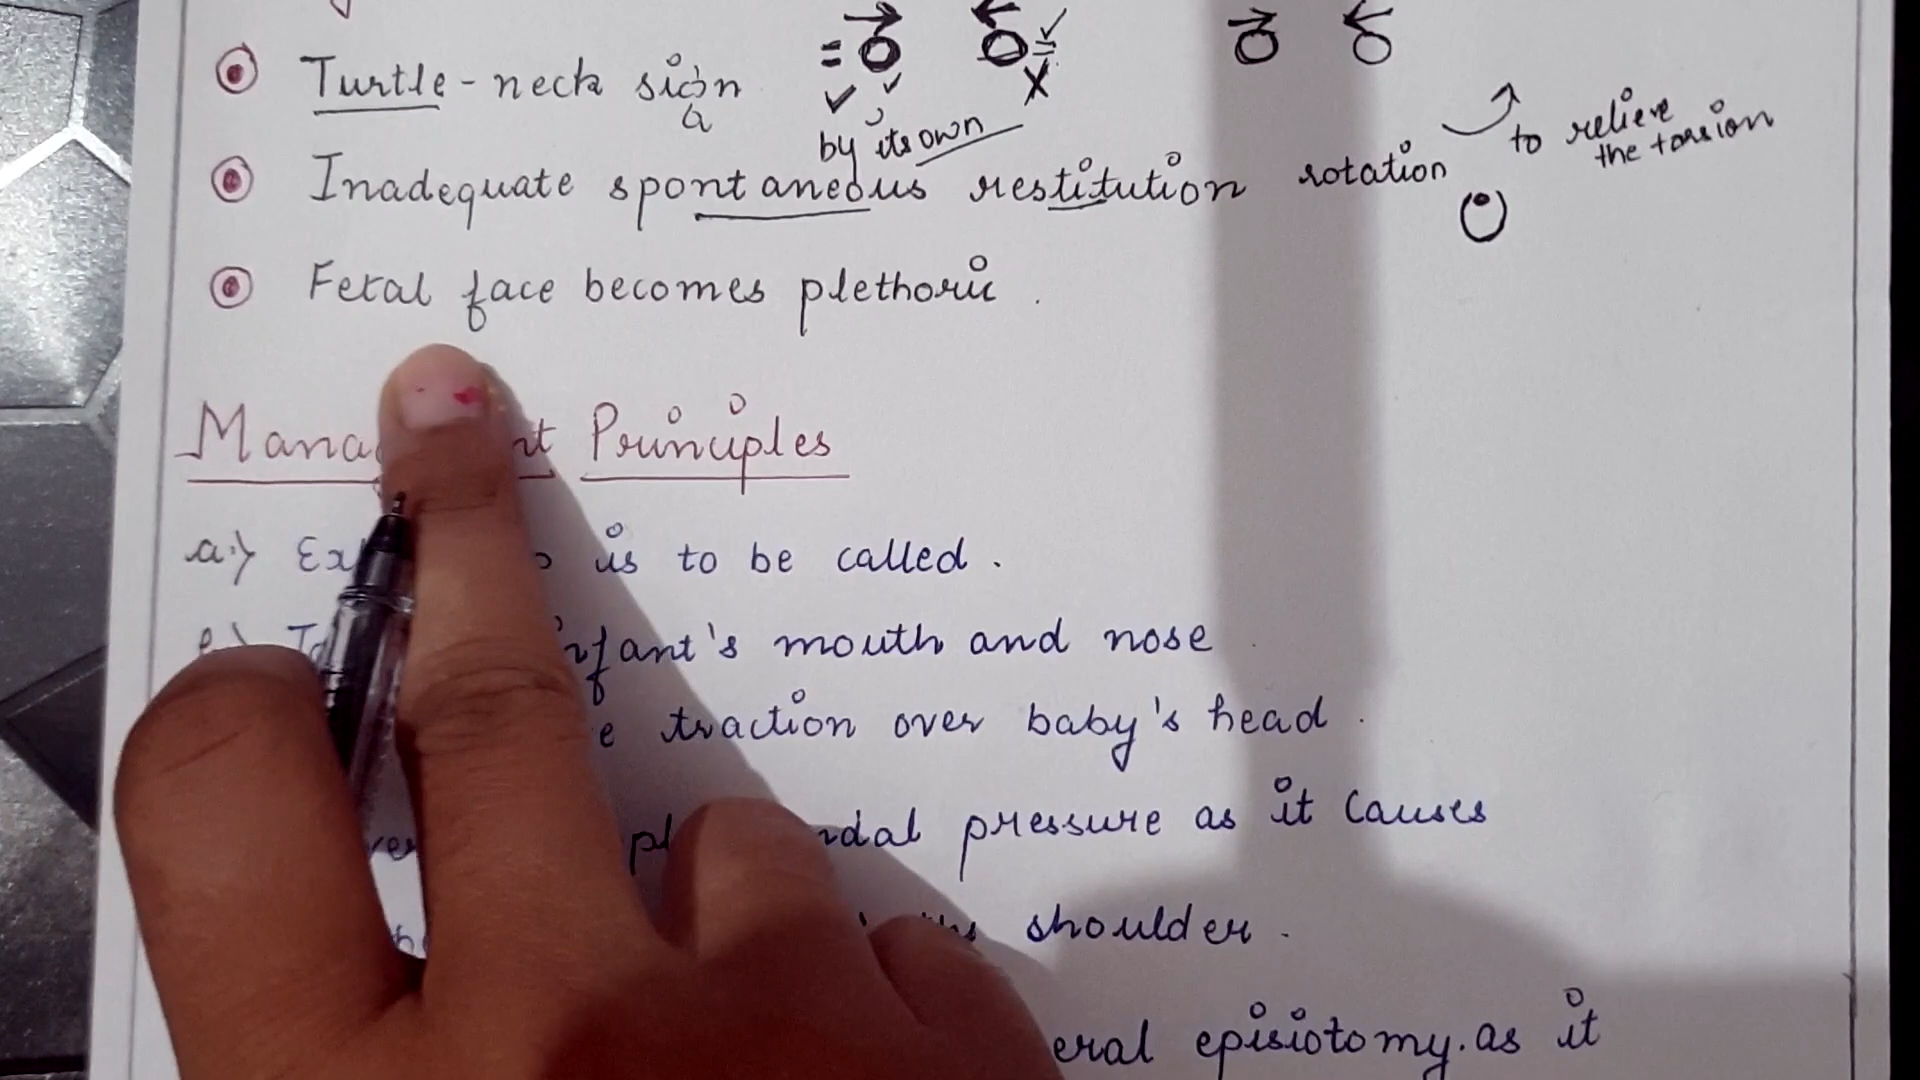 Turtle-neck sign
by its own
Inadequate spontaneous restitution rotation
to relieve
the torsion
Fetal face becomes plethoric.
Principles
a) is to be called.
infant's mouth and nose
traction over baby's head.
pressure as it causes
shoulder.
episiotomy. as it